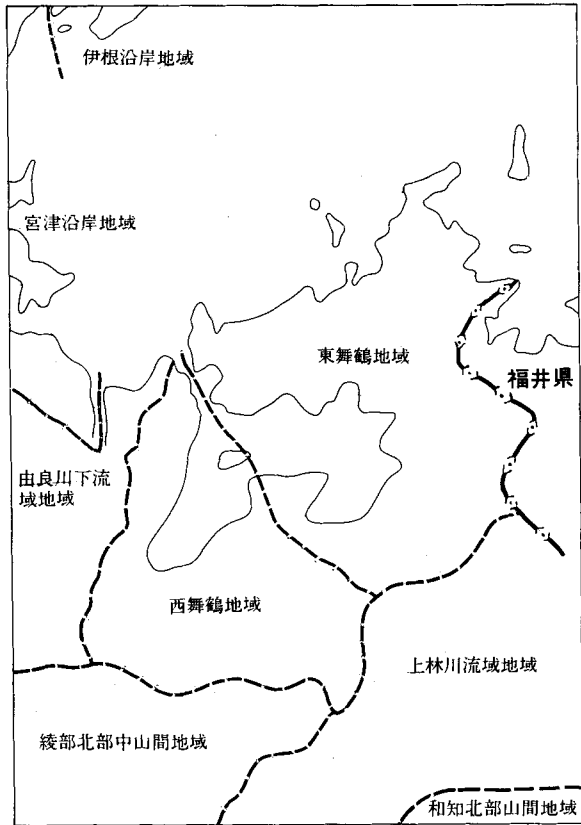 伊根沿岸地域
宮津沿岸地域
東舞鶴地域
福井県
由良川下流
域地域
西舞鶴地域
上林川流域地域
綾部北部中山間地域
和知北部山間地域